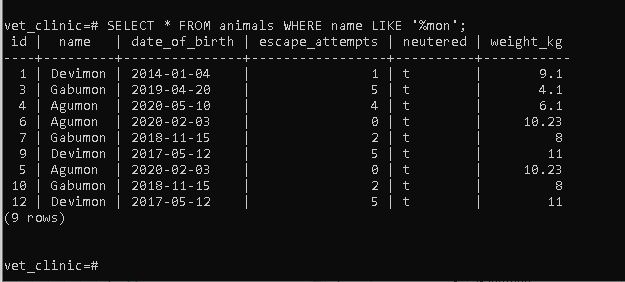 vet_clinic=# SELECT * FROM animals WHERE name LIKE '%mon';
 id |  name   | date_of_birth | escape_attempts | neutered | weight_kg
----+---------+---------------+-----------------+----------+-----------
  1 | Devimon | 2014-01-04    |               1 | t        |       9.1
  3 | Gabumon | 2019-04-20    |               5 | t        |       4.1
  4 | Agumon  | 2020-05-10    |               4 | t        |       6.1
  6 | Agumon  | 2020-02-03    |               0 | t        |     10.23
  7 | Gabumon | 2018-11-15    |               2 | t        |         8
  9 | Devimon | 2017-05-12    |               5 | t        |        11
  5 | Agumon  | 2020-02-03    |               0 | t        |     10.23
 10 | Gabumon | 2018-11-15    |               2 | t        |         8
 12 | Devimon | 2017-05-12    |               5 | t        |        11
(9 rows)
vet_clinic=#